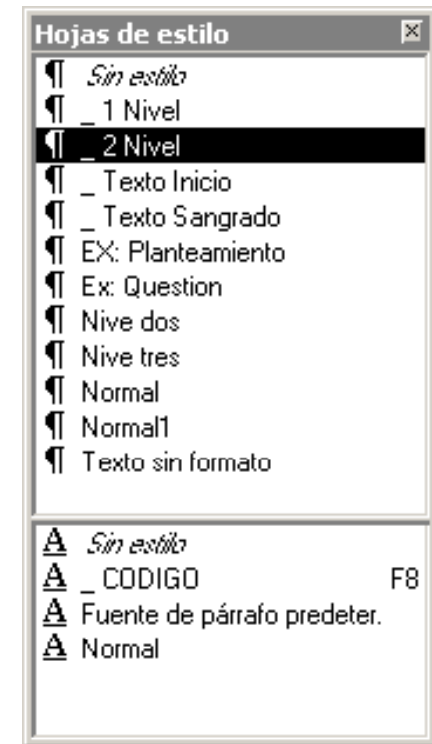 Hojas de estilo
¶ Sin estilo
¶ _ 1 Nivel
¶ _ 2 Nivel
¶ _ Texto Inicio
¶ _ Texto Sangrado
¶ EX: Planteamiento
¶ Ex: Question
¶ Nive dos
¶ Nive tres
¶ Normal
¶ Normal1
¶ Texto sin formato
A Sin estilo
A _ CODIGO F8
A Fuente de párrafo predeter.
A Normal